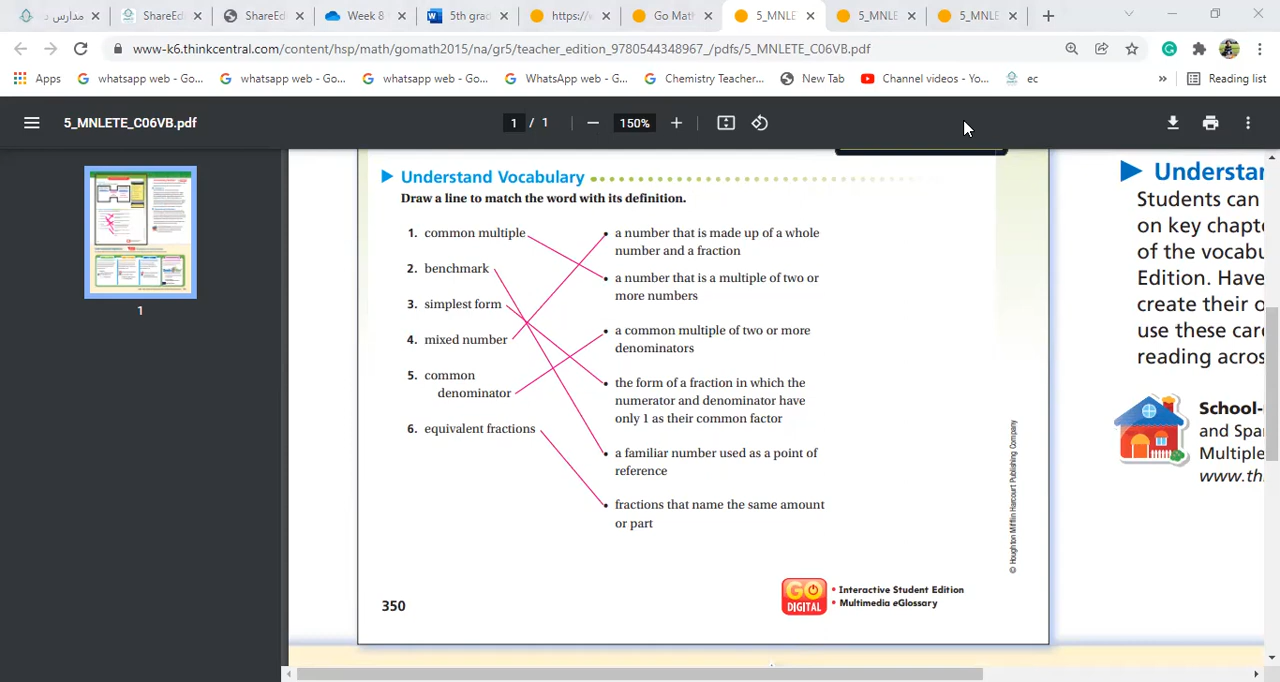 مدارس د
ShareEd
ShareEd
Week 8
5th grad
https://
Go Math
5_MNLE
5_MNLE
5_MNLE
www-k6.thinkcentral.com/content/hsp/math/gomath2015/na/gr5/teacher_edition_9780544348967_/pdfs/5_MNLETE_C06VB.pdf
Apps
whatsapp web - Go...
whatsapp web - Go...
whatsapp web - Go...
WhatsApp web - G...
Chemistry Teacher...
New Tab
Channel videos - Yo...
ec
»
Reading list
5_MNLETE_C06VB.pdf
1 / 1
150%
1
Understand Vocabulary
Draw a line to match the word with its definition.
1. common multiple
2. benchmark
3. simplest form
4. mixed number
5. common
denominator
6. equivalent fractions
• a number that is made up of a whole
number and a fraction
• a number that is a multiple of two or
more numbers
• a common multiple of two or more
denominators
• the form of a fraction in which the
numerator and denominator have
only 1 as their common factor
• a familiar number used as a point of
reference
• fractions that name the same amount
or part
© Houghton Mifflin Harcourt Publishing Company
350
GO
DIGITAL
• Interactive Student Edition
• Multimedia eGlossary
Understar
Students can
on key chapte
of the vocabu
Edition. Have
create their o
use these card
reading acros
School-
and Spa
Multiple
www.th